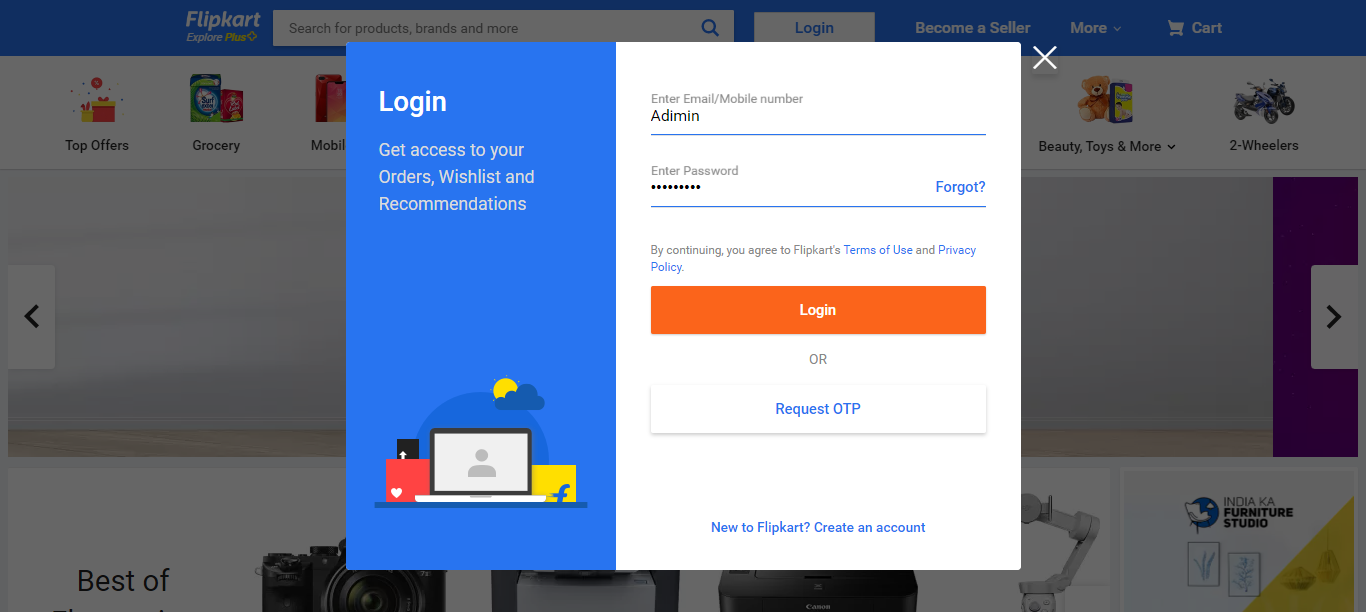 Flipkart
Explore Plus
Search for products, brands and more
Login
Become a Seller
More
Cart
Top Offers
Grocery
Beauty, Toys & More
2-Wheelers
Login
Get access to your
Orders, Wishlist and
Recommendations
Enter Email/Mobile number
Adimin
Enter Password
•••••••••
Forgot?
By continuing, you agree to Flipkart's Terms of Use and Privacy
Policy.
Login
OR
Request OTP
New to Flipkart? Create an account
Best of
INDIA KA
FURNITURE
STUDIO
Canon